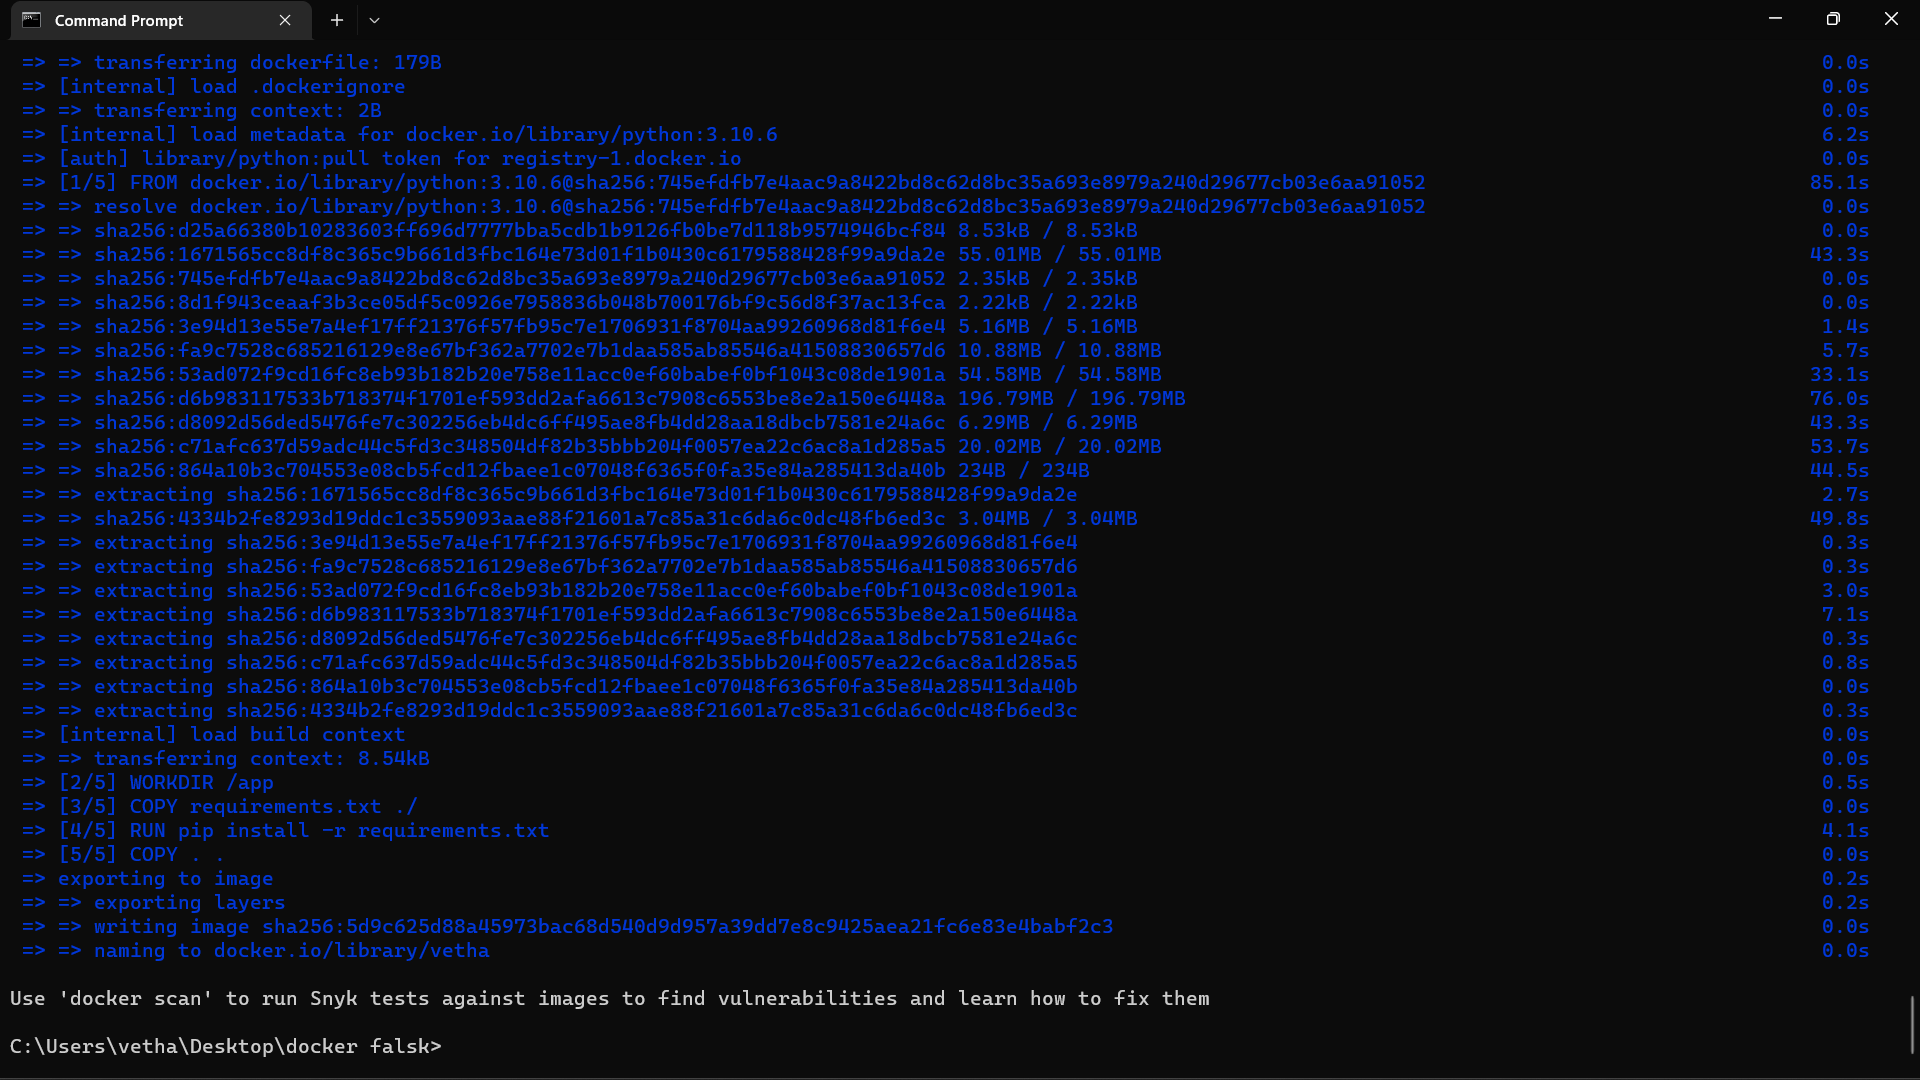 Command Prompt
=> => transferring dockerfile: 179B 0.0s
=> [internal] load .dockerignore 0.0s
=> => transferring context: 2B 0.0s
=> [internal] load metadata for docker.io/library/python:3.10.6 6.2s
=> [auth] library/python:pull token for registry-1.docker.io 0.0s
=> [1/5] FROM docker.io/library/python:3.10.6@sha256:745efdfb7e4aac9a8422bd8c62d8bc35a693e8979a240d29677cb03e6aa91052 85.1s
=> => resolve docker.io/library/python:3.10.6@sha256:745efdfb7e4aac9a8422bd8c62d8bc35a693e8979a240d29677cb03e6aa91052 0.0s
=> => sha256:d25a66380b10283603ff696d7777bba5cdb1b9126fb0be7d118b9574946bcf84 8.53kB / 8.53kB 0.0s
=> => sha256:1671565cc8df8c365c9b661d3fbc164e73d01f1b0430c6179588428f99a9da2e 55.01MB / 55.01MB 43.3s
=> => sha256:745efdfb7e4aac9a8422bd8c62d8bc35a693e8979a240d29677cb03e6aa91052 2.35kB / 2.35kB 0.0s
=> => sha256:8d1f943ceaaf3b3ce05df5c0926e7958836b048b700176bf9c56d8f37ac13fca 2.22kB / 2.22kB 0.0s
=> => sha256:3e94d13e55e7a4ef17ff21376f57fb95c7e1706931f8704aa99260968d81f6e4 5.16MB / 5.16MB 1.4s
=> => sha256:fa9c7528c685216129e8e67bf362a7702e7b1daa585ab85546a41508830657d6 10.88MB / 10.88MB 5.7s
=> => sha256:53ad072f9cd16fc8eb93b182b20e758e11acc0ef60babef0bf1043c08de1901a 54.58MB / 54.58MB 33.1s
=> => sha256:d6b983117533b718374f1701ef593dd2afa6613c7908c6553be8e2a150e6448a 196.79MB / 196.79MB 76.0s
=> => sha256:d8092d56ded5476fe7c302256eb4dc6ff495ae8fb4dd28aa18dbcb7581e24a6c 6.29MB / 6.29MB 43.3s
=> => sha256:c71afc637d59adc44c5fd3c348504df82b35bbb204f0057ea22c6ac8a1d285a5 20.02MB / 20.02MB 53.7s
=> => sha256:864a10b3c704553e08cb5fcd12fbaee1c07048f6365f0fa35e84a285413da40b 234B / 234B 44.5s
=> => extracting sha256:1671565cc8df8c365c9b661d3fbc164e73d01f1b0430c6179588428f99a9da2e 2.7s
=> => sha256:4334b2fe8293d19ddc1c3559093aae88f21601a7c85a31c6da6c0dc48fb6ed3c 3.04MB / 3.04MB 49.8s
=> => extracting sha256:3e94d13e55e7a4ef17ff21376f57fb95c7e1706931f8704aa99260968d81f6e4 0.3s
=> => extracting sha256:fa9c7528c685216129e8e67bf362a7702e7b1daa585ab85546a41508830657d6 0.3s
=> => extracting sha256:53ad072f9cd16fc8eb93b182b20e758e11acc0ef60babef0bf1043c08de1901a 3.0s
=> => extracting sha256:d6b983117533b718374f1701ef593dd2afa6613c7908c6553be8e2a150e6448a 7.1s
=> => extracting sha256:d8092d56ded5476fe7c302256eb4dc6ff495ae8fb4dd28aa18dbcb7581e24a6c 0.3s
=> => extracting sha256:c71afc637d59adc44c5fd3c348504df82b35bbb204f0057ea22c6ac8a1d285a5 0.8s
=> => extracting sha256:864a10b3c704553e08cb5fcd12fbaee1c07048f6365f0fa35e84a285413da40b 0.0s
=> => extracting sha256:4334b2fe8293d19ddc1c3559093aae88f21601a7c85a31c6da6c0dc48fb6ed3c 0.3s
=> [internal] load build context 0.0s
=> => transferring context: 8.54kB 0.0s
=> [2/5] WORKDIR /app 0.5s
=> [3/5] COPY requirements.txt ./ 0.0s
=> [4/5] RUN pip install -r requirements.txt 4.1s
=> [5/5] COPY . . 0.0s
=> exporting to image 0.2s
=> => exporting layers 0.2s
=> => writing image sha256:5d9c625d88a45973bac68d540d9d957a39dd7e8c9425aea21fc6e83e4babf2c3 0.0s
=> => naming to docker.io/library/vetha 0.0s
Use 'docker scan' to run Snyk tests against images to find vulnerabilities and learn how to fix them
C:\Users\vetha\Desktop\docker falsk>